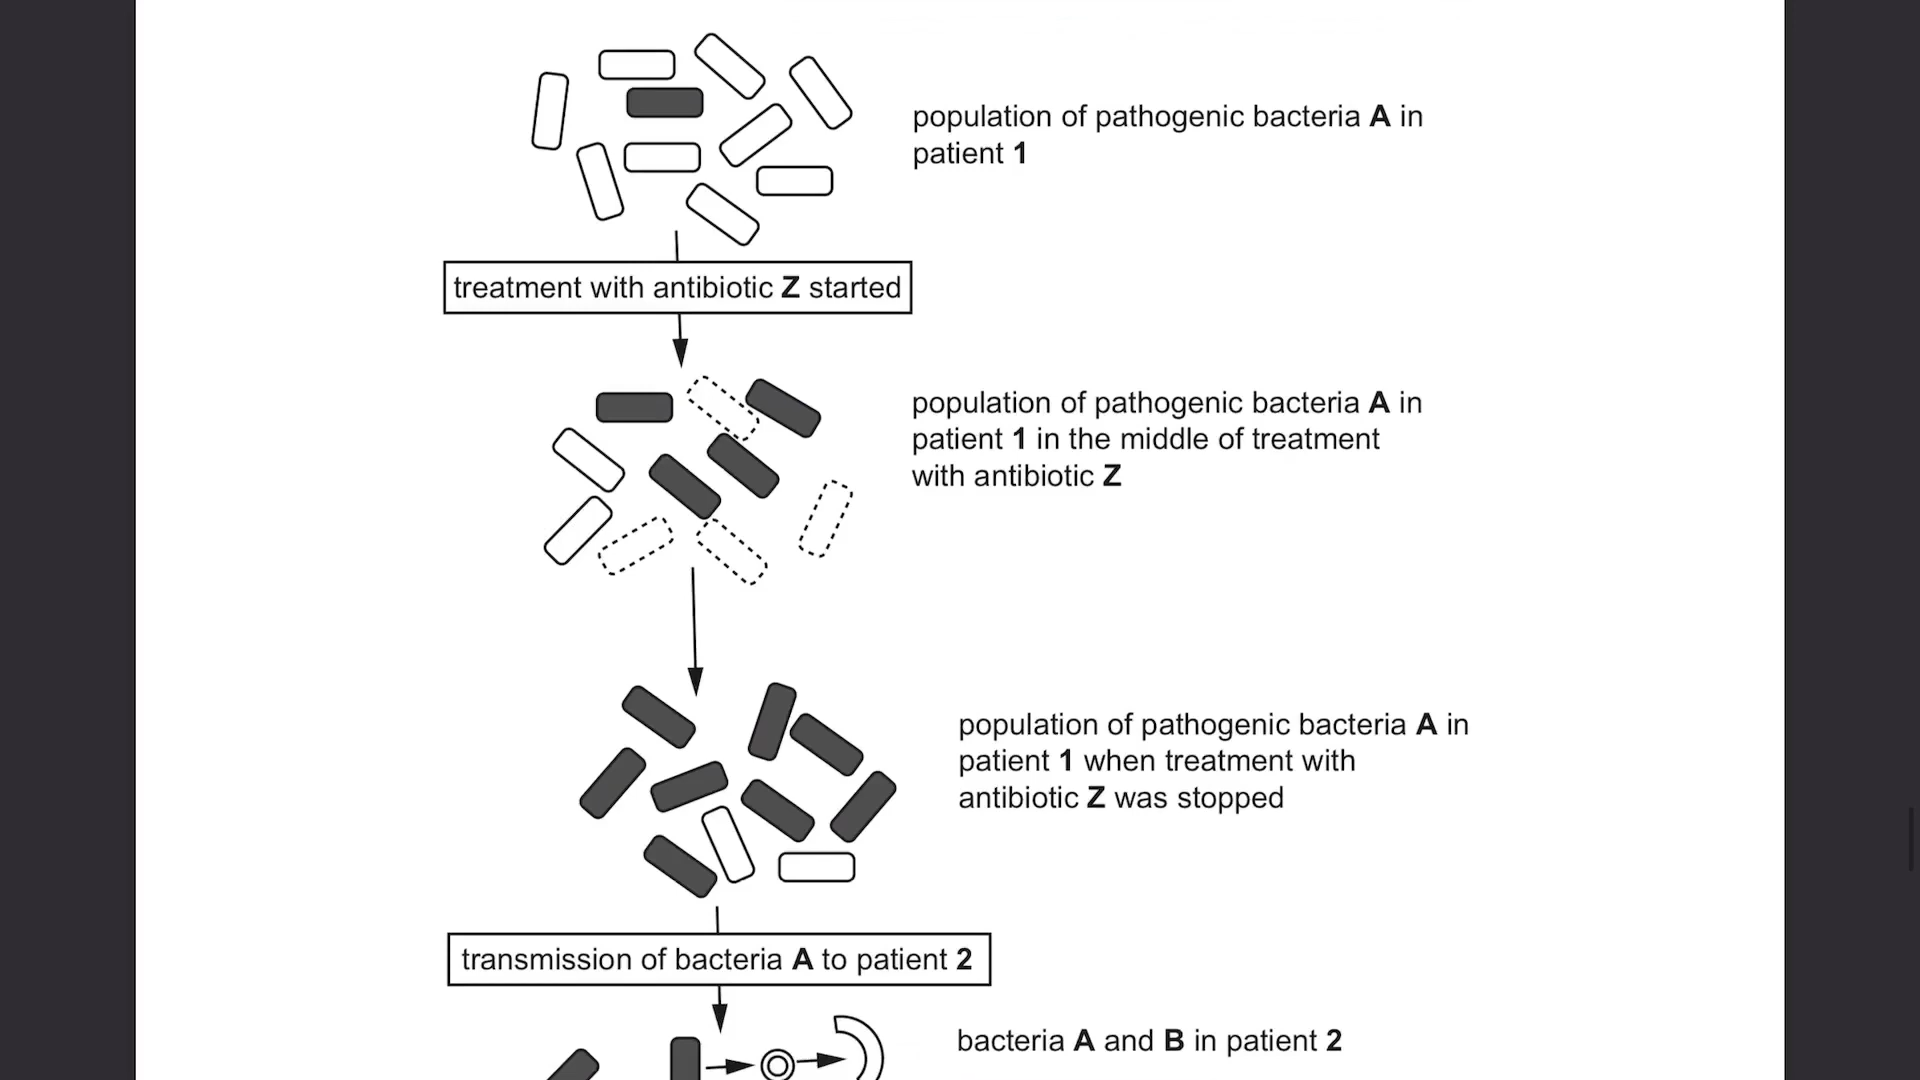 population of pathogenic bacteria A in
patient 1
treatment with antibiotic Z started
population of pathogenic bacteria A in
patient 1 in the middle of treatment
with antibiotic Z
population of pathogenic bacteria A in
patient 1 when treatment with
antibiotic Z was stopped
transmission of bacteria A to patient 2
bacteria A and B in patient 2